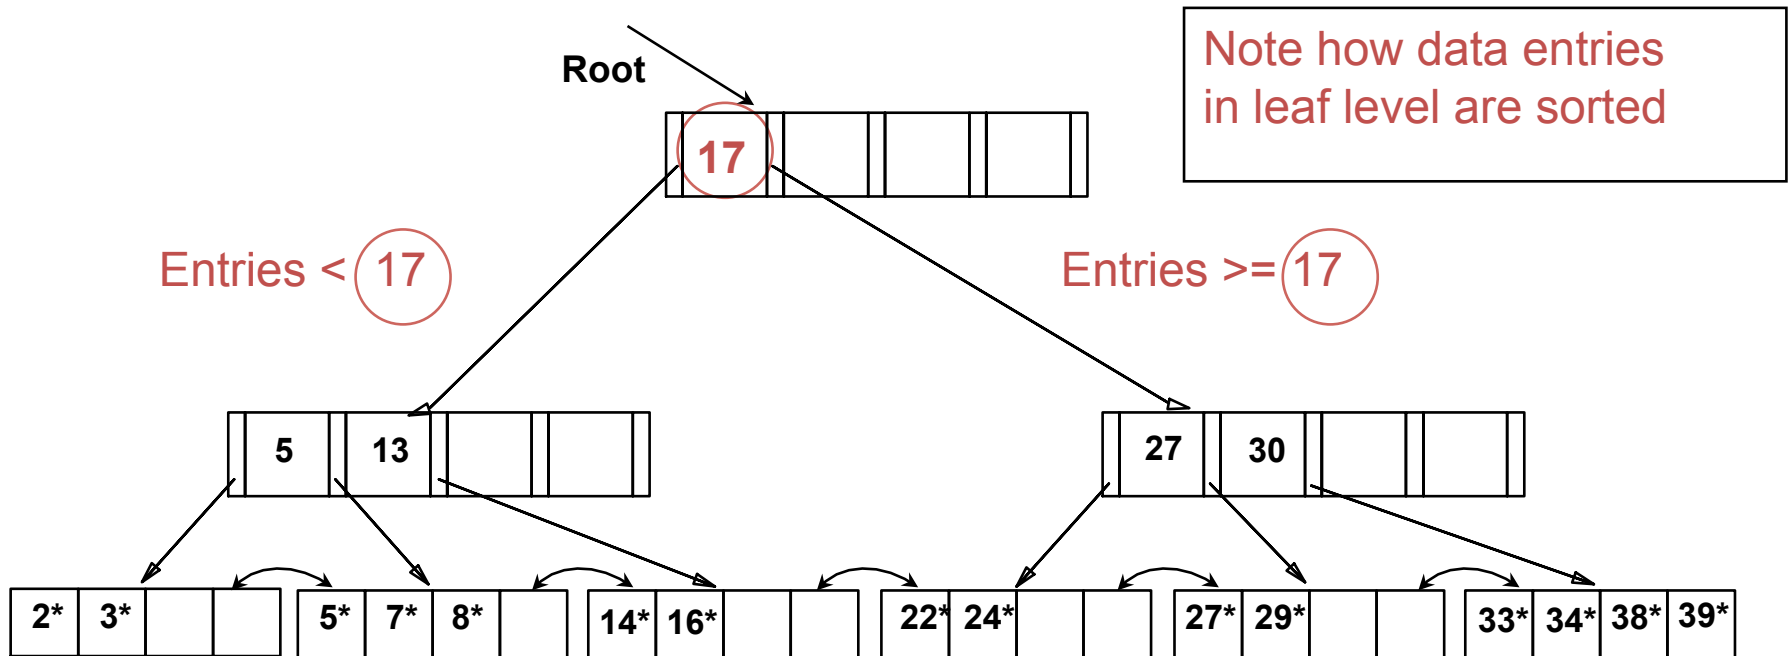 Root
Note how data entries
in leaf level are sorted
17
Entries < 17
Entries >= 17
5 13
27 30
2* 3*
5* 7* 8*
14* 16*
22* 24*
27* 29*
33* 34* 38* 39*